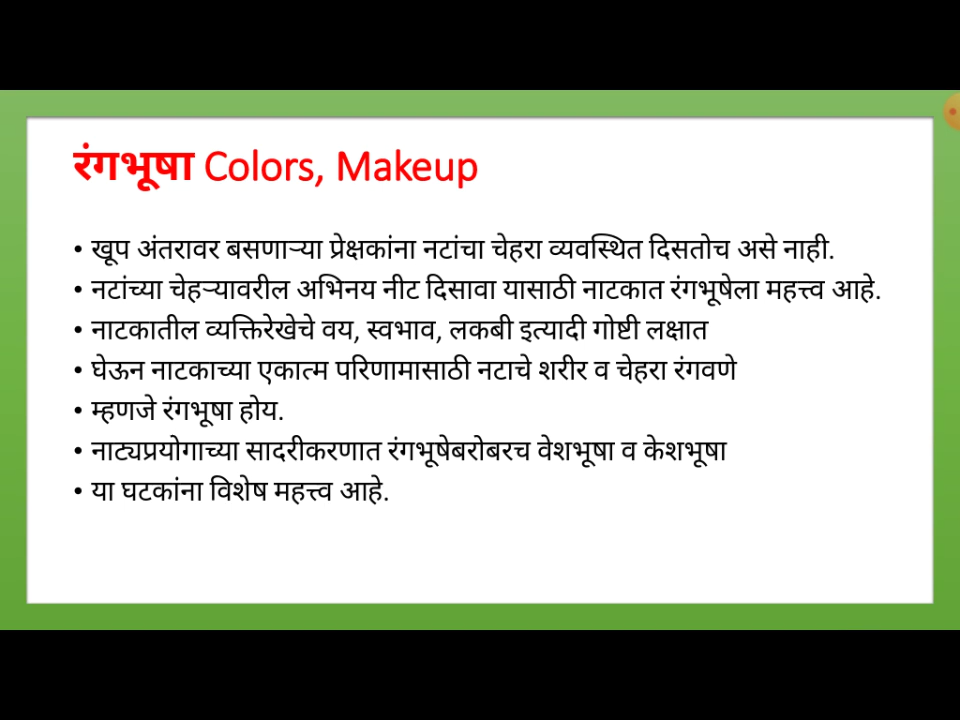 रंगभूषा Colors, Makeup
• खूप अंतरावर बसणाऱ्या प्रेक्षकांना नटांचा चेहरा व्यवस्थित दिसतोच असे नाही.
• नटांच्या चेहऱ्यावरील अभिनय नीट दिसावा यासाठी नाटकात रंगभूषेला महत्त्व आहे.
• नाटकातील व्यक्तिरेखेचे वय, स्वभाव, लकबी इत्यादी गोष्टी लक्षात
• घेऊन नाटकाच्या एकात्म परिणामासाठी नटाचे शरीर व चेहरा रंगवणे
• म्हणजे रंगभूषा होय.
• नाट्यप्रयोगाच्या सादरीकरणात रंगभूषेबरोबरच वेशभूषा व केशभूषा
• या घटकांना विशेष महत्त्व आहे.